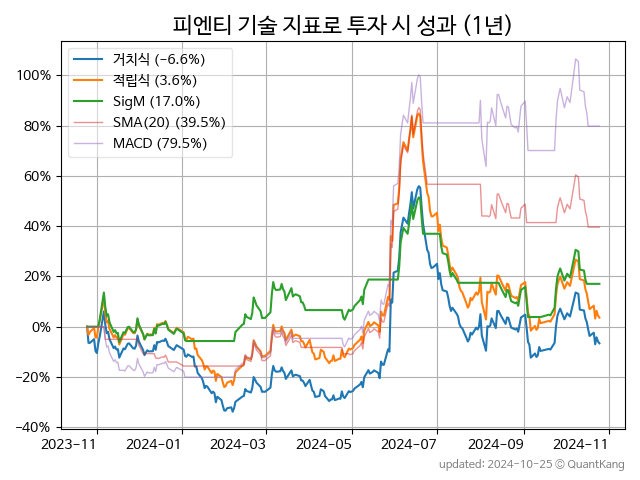 피엔티 기술 지표로 투자 시 성과 (1년)
거치식 (-6.6%)
적립식 (3.6%)
SigM (17.0%)
SMA(20) (39.5%)
MACD (79.5%)
100%
80%
60%
40%
20%
0%
-20%
-40%
2023-11 2024-01 2024-03 2024-05 2024-07 2024-09 2024-11
updated: 2024-10-25 © QuantKang